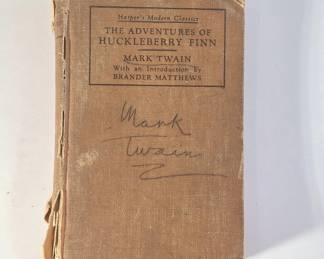 Harper's Modern Classics
THE ADVENTURES OF
HUCKLEBERRY FINN
MARK TWAIN
With an Introduction by
BRANDER MATTHEWS
Mark
Twain